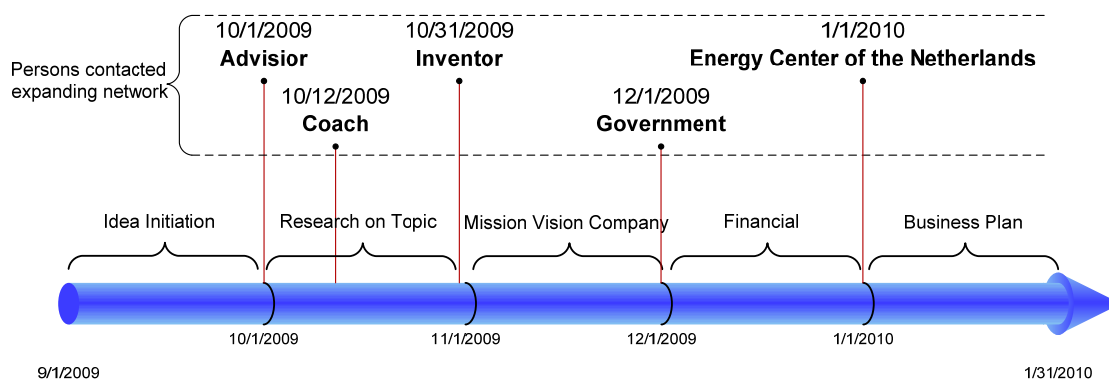 10/1/2009
Advisior
10/31/2009
Inventor
1/1/2010
Energy Center of the Netherlands
Persons contacted
expanding network
10/12/2009
Coach
12/1/2009
Government
Idea Initiation
Research on Topic
Mission Vision Company
Financial
Business Plan
10/1/2009
11/1/2009
12/1/2009
1/1/2010
9/1/2009
1/31/2010